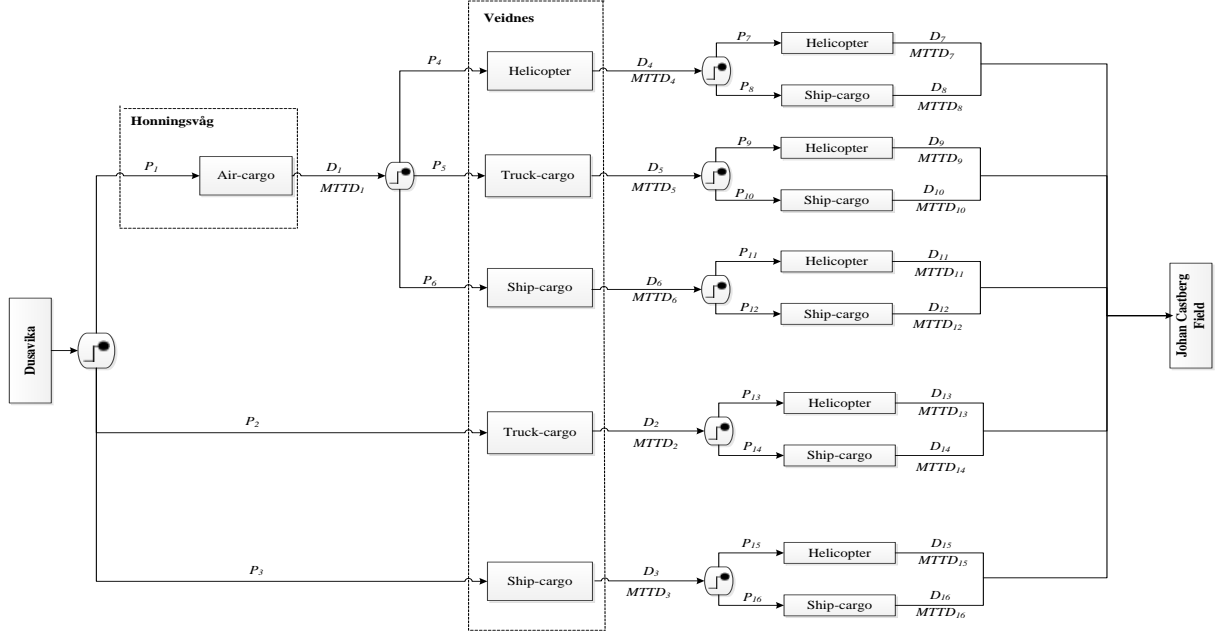 Veidnes
P4
Helicopter
D4
MTTD4
P7
Helicopter
D7
MTTD7
P8
Ship-cargo
D8
MTTD8
Honningsvåg
P1
Air-cargo
D1
MTTD1
P5
Truck-cargo
D5
MTTD5
P9
Helicopter
D9
MTTD9
P10
Ship-cargo
D10
MTTD10
P6
Ship-cargo
D6
MTTD6
P11
Helicopter
D11
MTTD11
P12
Ship-cargo
D12
MTTD12
Dusavika
Johan Castberg
Field
P2
Truck-cargo
D2
MTTD2
P13
Helicopter
D13
MTTD13
P14
Ship-cargo
D14
MTTD14
P3
Ship-cargo
D3
MTTD3
P15
Helicopter
D15
MTTD15
P16
Ship-cargo
D16
MTTD16